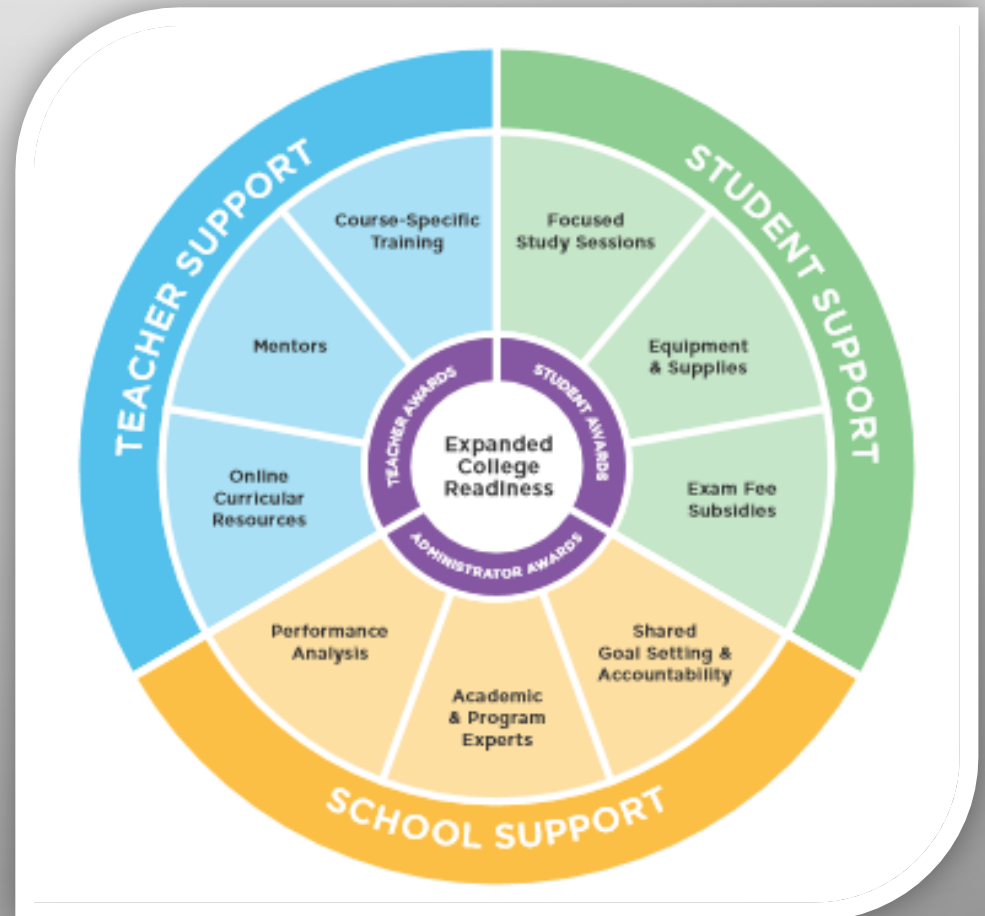 TEACHER SUPPORT
Course-Specific
Training
Mentors
Online
Curricular
Resources
STUDENT SUPPORT
Focused
Study Sessions
Equipment
& Supplies
Exam Fee
Subsidies
SCHOOL SUPPORT
Performance
Analysis
Academic
& Program
Experts
Shared
Goal Setting &
Accountability
TEACHER AWARDS
STUDENT AWARDS
ADMINISTRATOR AWARDS
Expanded
College
Readiness